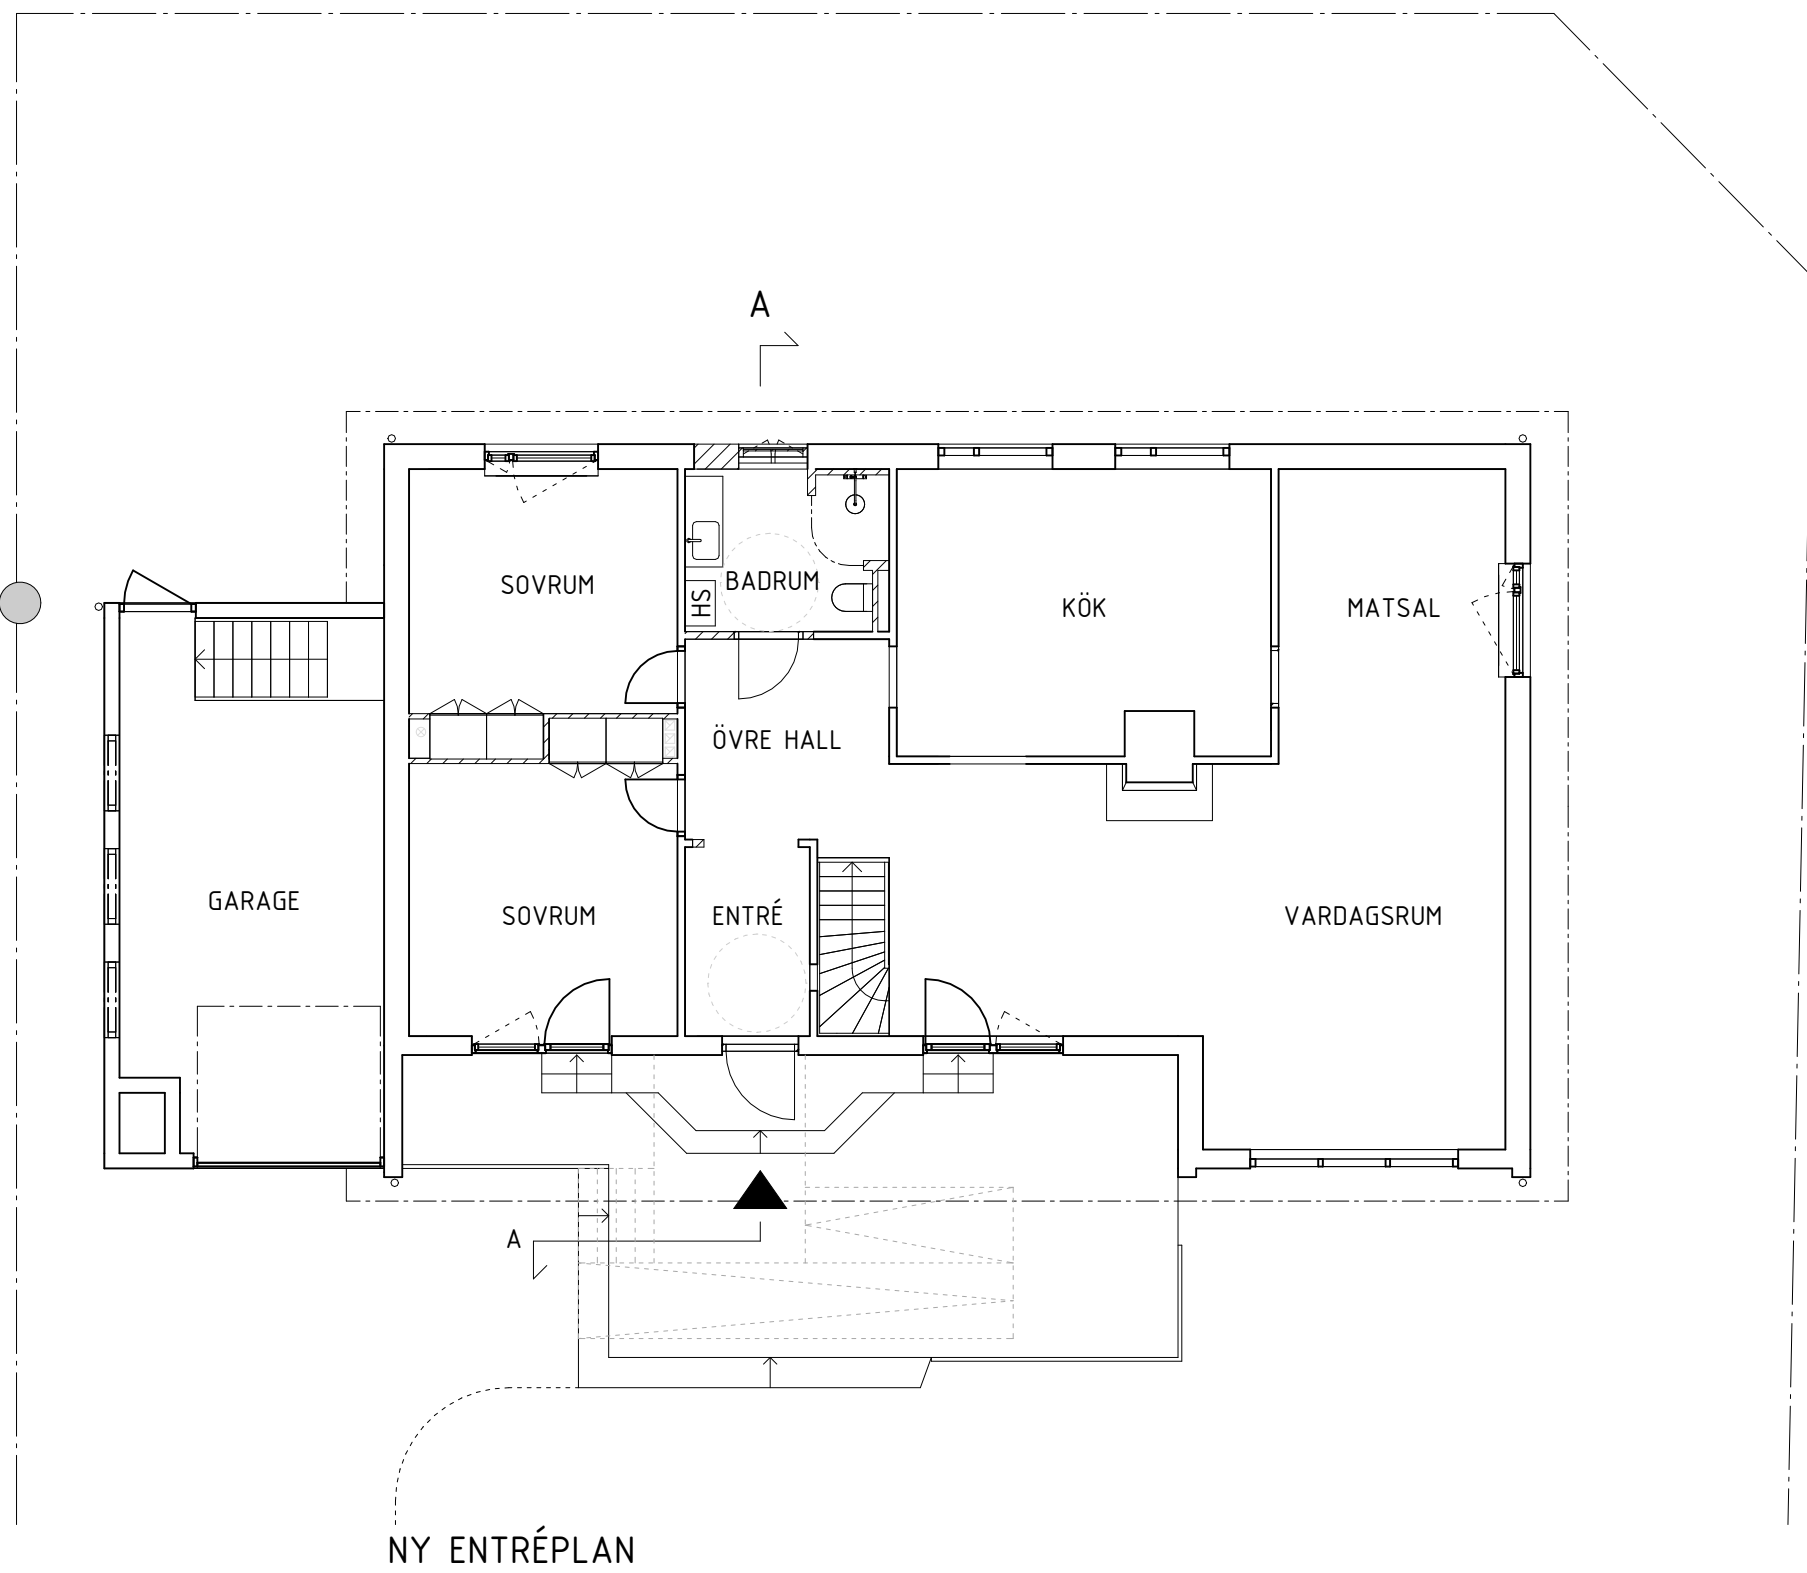 A
SOVRUM
BADRUM
HS
KÖK
MATSAL
ÖVRE HALL
GARAGE
SOVRUM
ENTRÉ
VARDAGSRUM
A
NY ENTRÉPLAN